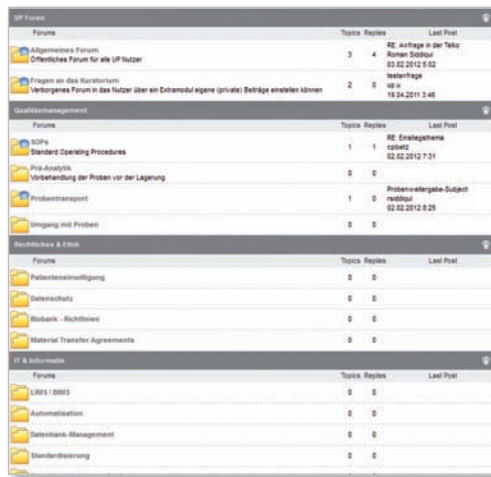 UP Foren
Forums Topics Replies Last Post
Allgemeines Forum
Öffentliches Forum für alle UP Nutzer
3 4
RE: Anfrage in der Telko
Roman Siddiqui
03.02.2012 5:02
Fragen an das Kuratorium
Verborgenes Forum in das Nutzer über ein Extramodul eigene (private) Beiträge einstellen können
2 0
testanfrage
19.04.2011 3:46
Qualitätsmanagement
Forums Topics Replies Last Post
SOPs
Standard Operating Procedures
1 1
RE: Einstiegsthema
cploetz
02.02.2012 7:31
Prä-Analytik
Vorbehandlung der Proben vor der Lagerung
0 0
Probentransport
1 0
Probenweitergabe-Subject
rsiddiqui
02.02.2012 8:25
Umgang mit Proben
0 0
Rechtliches & Ethik
Forums Topics Replies Last Post
Patienteneinwilligung 0 0
Datenschutz 0 0
Biobank - Richtlinien 0 0
Material Transfer Agreements 0 0
IT & Informatik
Forums Topics Replies Last Post
LIMS / BIMS 0 0
Automatisation 0 0
Datenbank-Management 0 0
Standardisierung 0 0